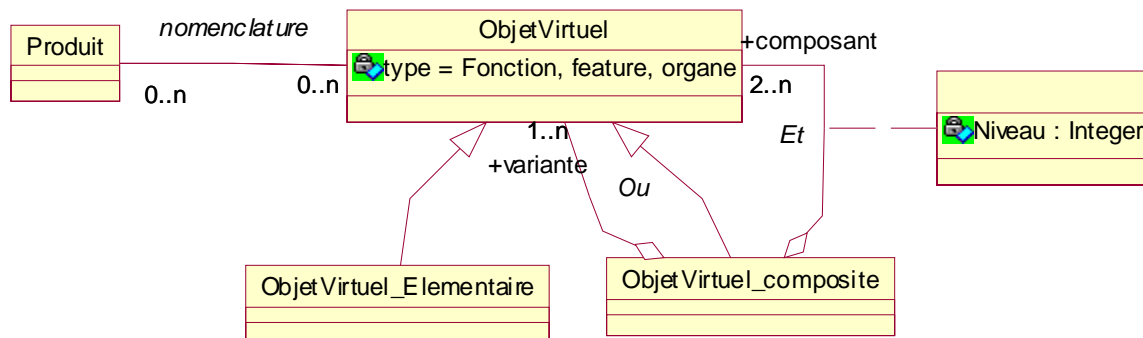 nomenclature
Produit
0..n
0..n
ObjetVirtuel
type = Fonction, feature, organe
+composant
2..n
Et
Niveau : Integer
1..n
+variante
Ou
ObjetVirtuel_Elementaire
ObjetVirtuel_composite